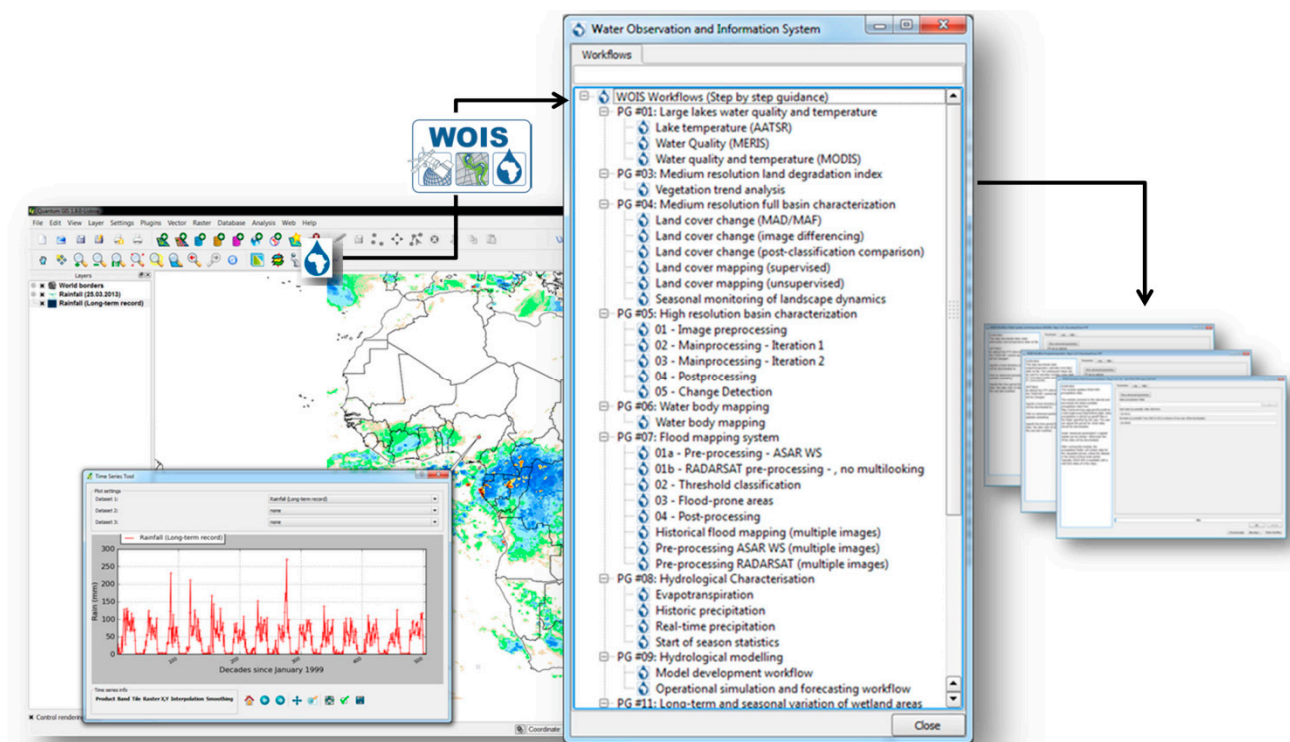 Water Observation and Information System
Workflows
WOIS Workflows (Step by step guidance)
PG #01: Large lakes water quality and temperature
Lake temperature (AATSR)
Water Quality (MERIS)
Water quality and temperature (MODIS)
PG #03: Medium resolution land degradation index
Vegetation trend analysis
PG #04: Medium resolution full basin characterization
Land cover change (MAD/MAF)
Land cover change (image differencing)
Land cover change (post-classification comparison)
Land cover mapping (supervised)
Land cover mapping (unsupervised)
Seasonal monitoring of landscape dynamics
PG #05: High resolution basin characterization
01 - Image preprocessing
02 - Mainprocessing - Iteration 1
03 - Mainprocessing - Iteration 2
04 - Postprocessing
05 - Change Detection
PG #06: Water body mapping
Water body mapping
PG #07: Flood mapping system
01a - Pre-processing - ASAR WS
01b - RADARSAT pre-processing - , no multilooking
02 - Threshold classification
03 - Flood-prone areas
04 - Post-processing
Historical flood mapping (multiple images)
Pre-processing ASAR WS (multiple images)
Pre-processing RADARSAT (multiple images)
PG #08: Hydrological Characterisation
Evapotranspiration
Historic precipitation
Real-time precipitation
Start of season statistics
PG #09: Hydrological modelling
Model development workflow
Operational simulation and forecasting workflow
PG #11: Long-term and seasonal variation of wetland areas
Close
WOIS
Quantum GIS 1.8.0-Lisboa
File Edit View Layer Settings Plugins Vector Raster Database Analysis Web Help
Layers
World borders
Rainfall (25.03.2013)
Rainfall (Long-term record)
Time Series Tool
Plot settings
Dataset 1: Rainfall (Long-term record)
Dataset 2: none
Dataset 3: none
Rainfall (Long-term record)
300
250
200
150
100
50
0
Rain (mm)
100 200 300 400 500
Decades since January 1999
Time series info
Product Band Tile Raster X,Y Interpolation Smoothing
Control rendering
Coordinate